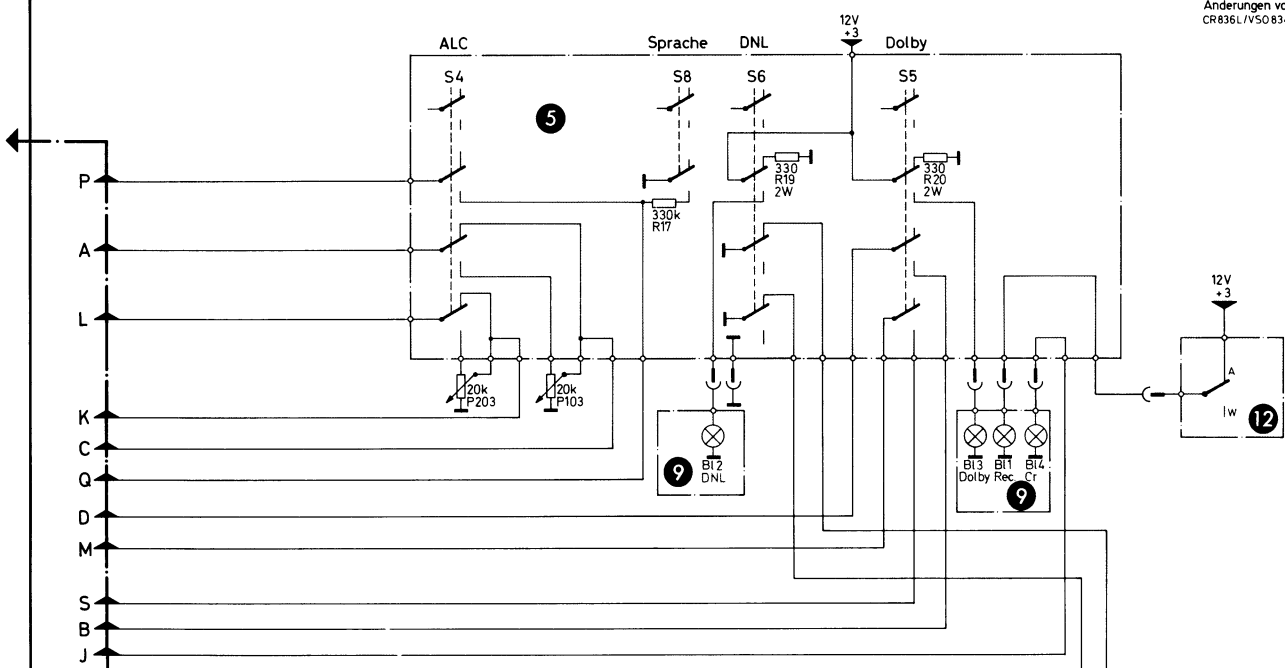 Änderungen vo
CR836L/VSO834
12V
+3
ALC
Sprache
DNL
Dolby
S4
S8
S6
S5
5
330
R19
2W
330
R20
2W
330k
R17
P
A
L
20k
P203
20k
P103
12V
+3
A
W
12
K
C
Q
D
M
S
B
J
9
Bl2
DNL
Bl3
Dolby
Bl1
Rec.
Bl4
Cr
9